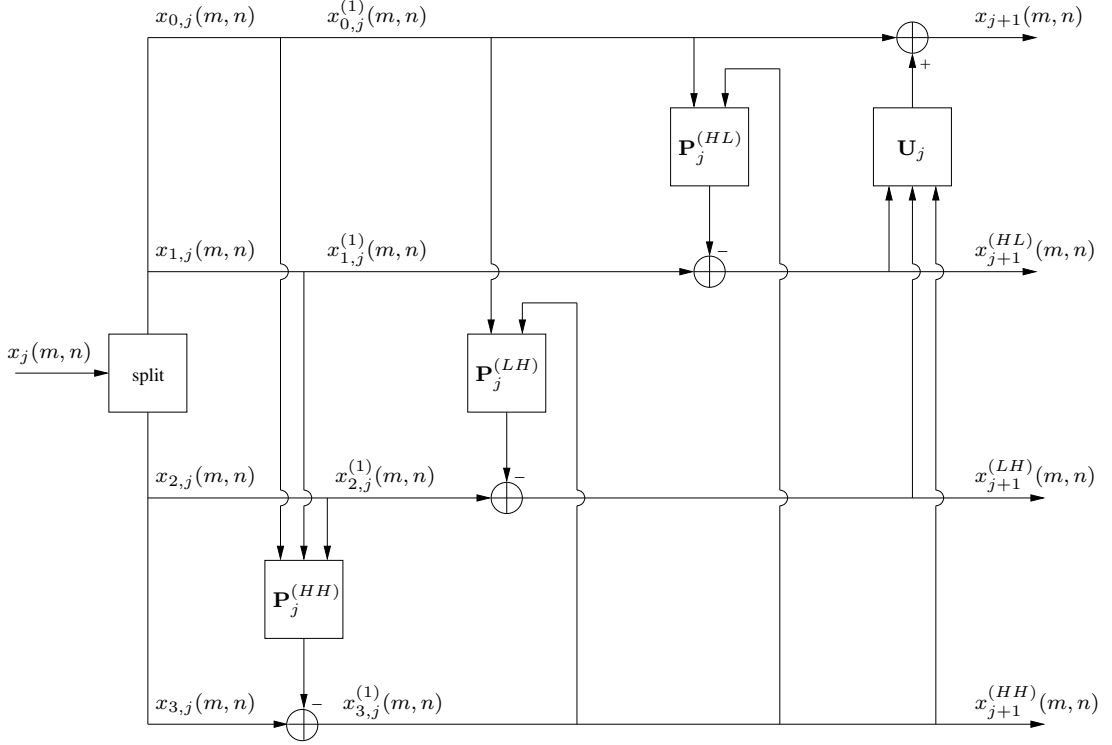 x_{0,j}(m, n) x_{0,j}^{(1)}(m, n) x_{j+1}(m, n)
+
P_j^{(HL)} U_j
−
x_{1,j}(m, n) x_{1,j}^{(1)}(m, n) x_{j+1}^{(HL)}(m, n)
x_j(m, n)
split
P_j^{(LH)}
−
x_{2,j}(m, n) x_{2,j}^{(1)}(m, n) x_{j+1}^{(LH)}(m, n)
P_j^{(HH)}
−
x_{3,j}(m, n) x_{3,j}^{(1)}(m, n) x_{j+1}^{(HH)}(m, n)